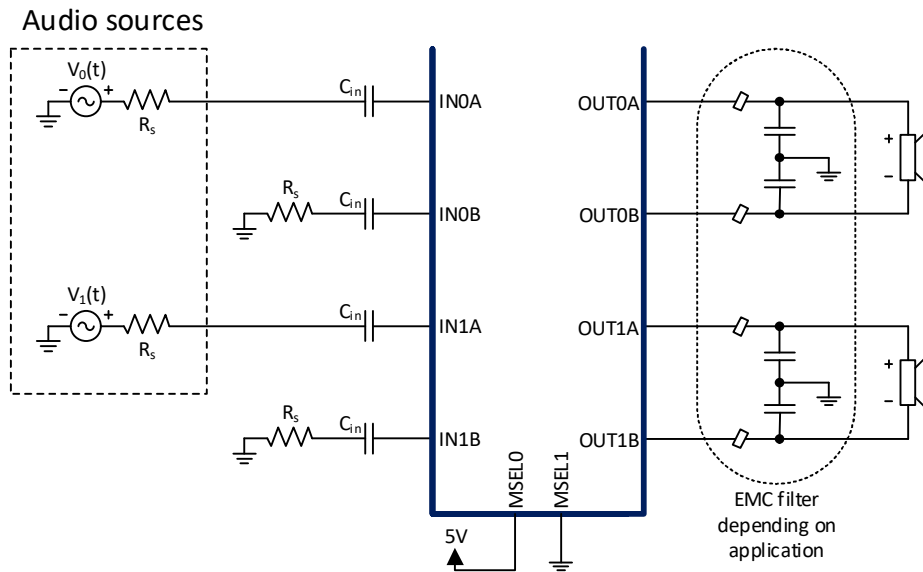 Audio sources
V0(t)
- +
Rs
Cin
IN0A
OUT0A
+
-
Rs
Cin
IN0B
OUT0B
V1(t)
- +
Rs
Cin
IN1A
OUT1A
+
-
Rs
Cin
IN1B
OUT1B
MSEL0
MSEL1
5V
EMC filter
depending on
application